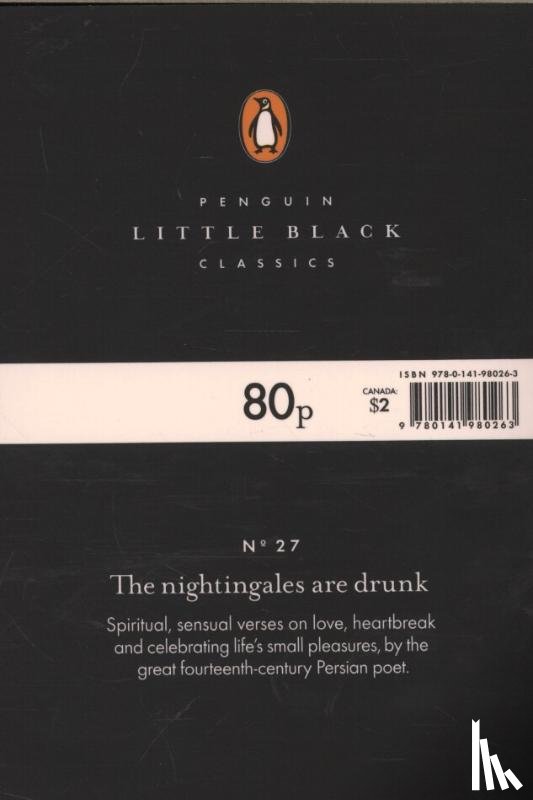 PENGUIN
LITTLE BLACK
CLASSICS
ISBN 978-0-141-98026-3
CANADA:
$2
80p
9 780141 980263
Nº 27
The nightingales are drunk
Spiritual, sensual verses on love, heartbreak
and celebrating life's small pleasures, by the
great fourteenth-century Persian poet.